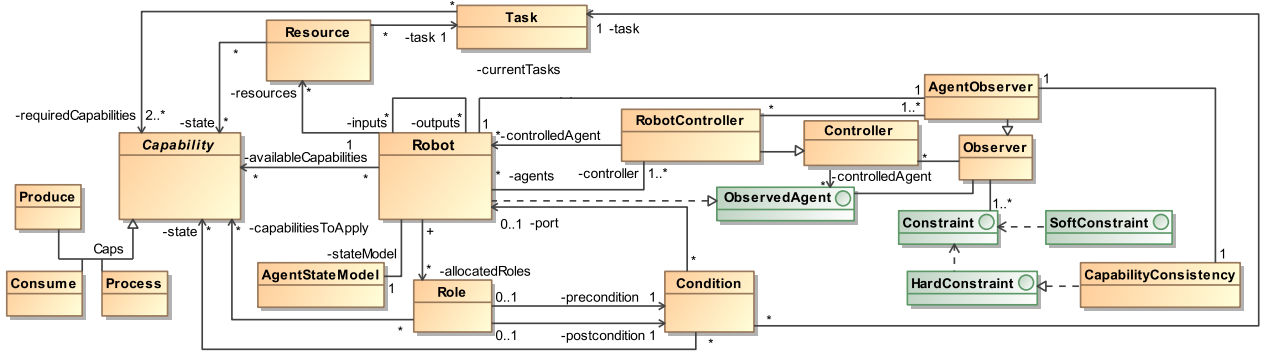 *
Task
Resource
*
-task 1
1 -task
*
-currentTasks
-resources
*
AgentObserver
1
1
1..*
-requiredCapabilities
2..*
-state
*
-inputs
*
-outputs
*
1
*
RobotController
Controller
Capability
1
Robot
*
-controlledAgent
Observer
-availableCapabilities
*
*
*
-agents
-controller
1..*
*
-controlledAgent
*
Produce
ObservedAgent
1..*
-state
*
*
-capabilitiesToApply
0..1
-port
Constraint
SoftConstraint
Caps
-stateModel
+
1
Consume
Process
AgentStateModel
1
*
-allocatedRoles
*
Role
Condition
HardConstraint
CapabilityConsistency
0..1
-precondition
1
*
0..1
-postcondition 1
*
*